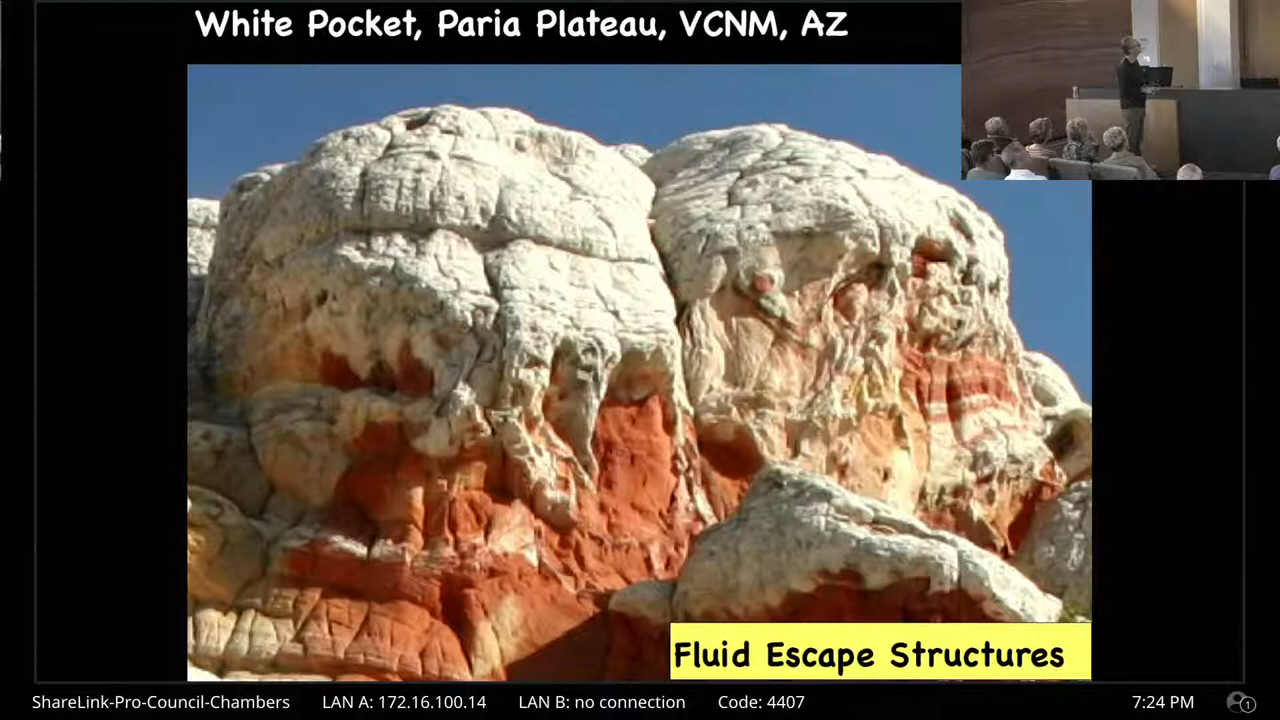 White Pocket, Paria Plateau, VCNM, AZ
Fluid Escape Structures
ShareLink-Pro-Council-Chambers LAN A: 172.16.100.14 LAN B: no connection Code: 4407 7:24 PM 1